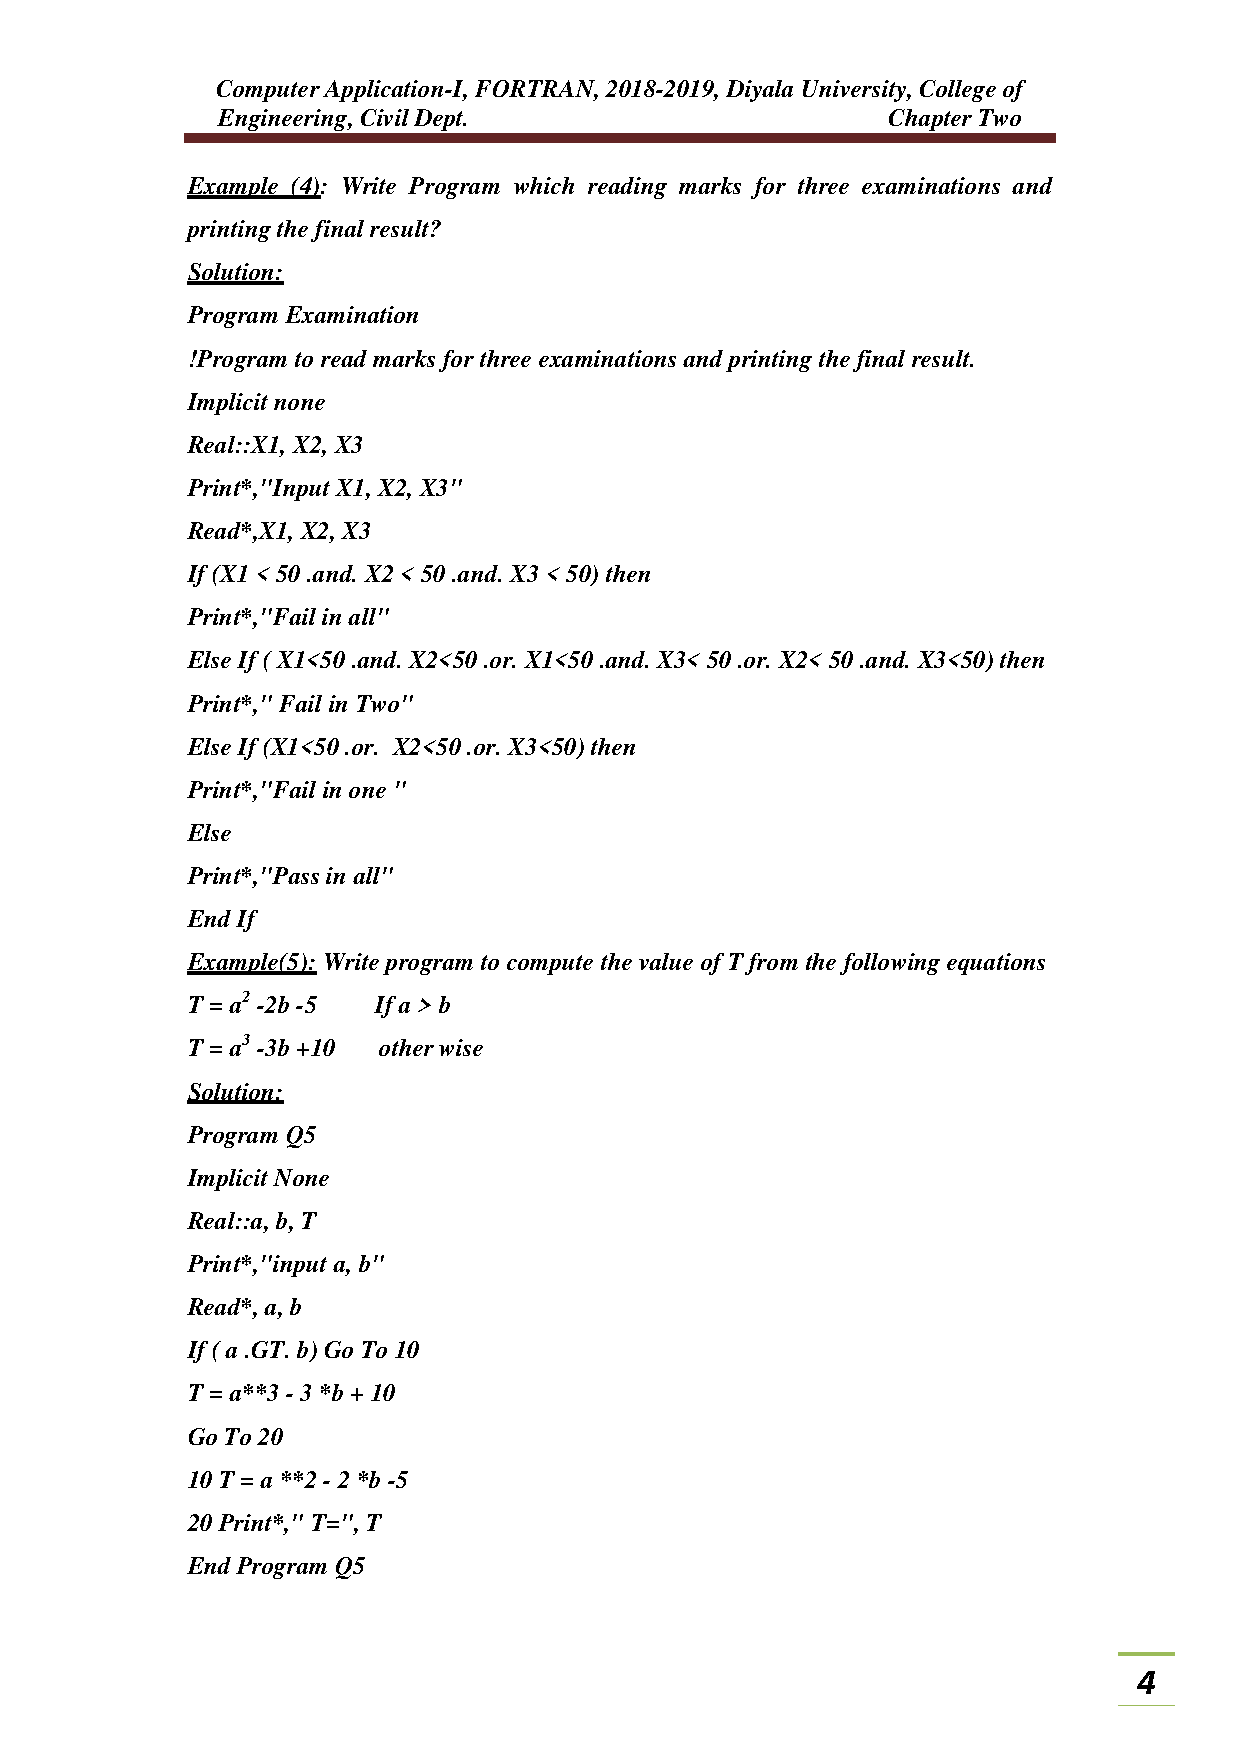 Computer Application-I, FORTRAN, 2018-2019, Diyala University, College of
Engineering, Civil Dept. Chapter Two
Example (4): Write Program which reading marks for three examinations and
printing the final result?
Solution:
Program Examination
!Program to read marks for three examinations and printing the final result.
Implicit none
Real::X1, X2, X3
Print*,"Input X1, X2, X3"
Read*,X1, X2, X3
If (X1 < 50 .and. X2 < 50 .and. X3 < 50) then
Print*,"Fail in all"
Else If ( X1<50 .and. X2<50 .or. X1<50 .and. X3< 50 .or. X2< 50 .and. X3<50) then
Print*," Fail in Two"
Else If (X1<50 .or.  X2<50 .or. X3<50) then
Print*,"Fail in one "
Else
Print*,"Pass in all"
End If
Example(5): Write program to compute the value of T from the following equations
T = a² -2b -5 If a > b
T = a³ -3b +10 other wise
Solution:
Program Q5
Implicit None
Real::a, b, T
Print*,"input a, b"
Read*, a, b
If ( a .GT. b) Go To 10
T = a**3 - 3 *b + 10
Go To 20
10 T = a **2 - 2 *b -5
20 Print*," T=", T
End Program Q5
4